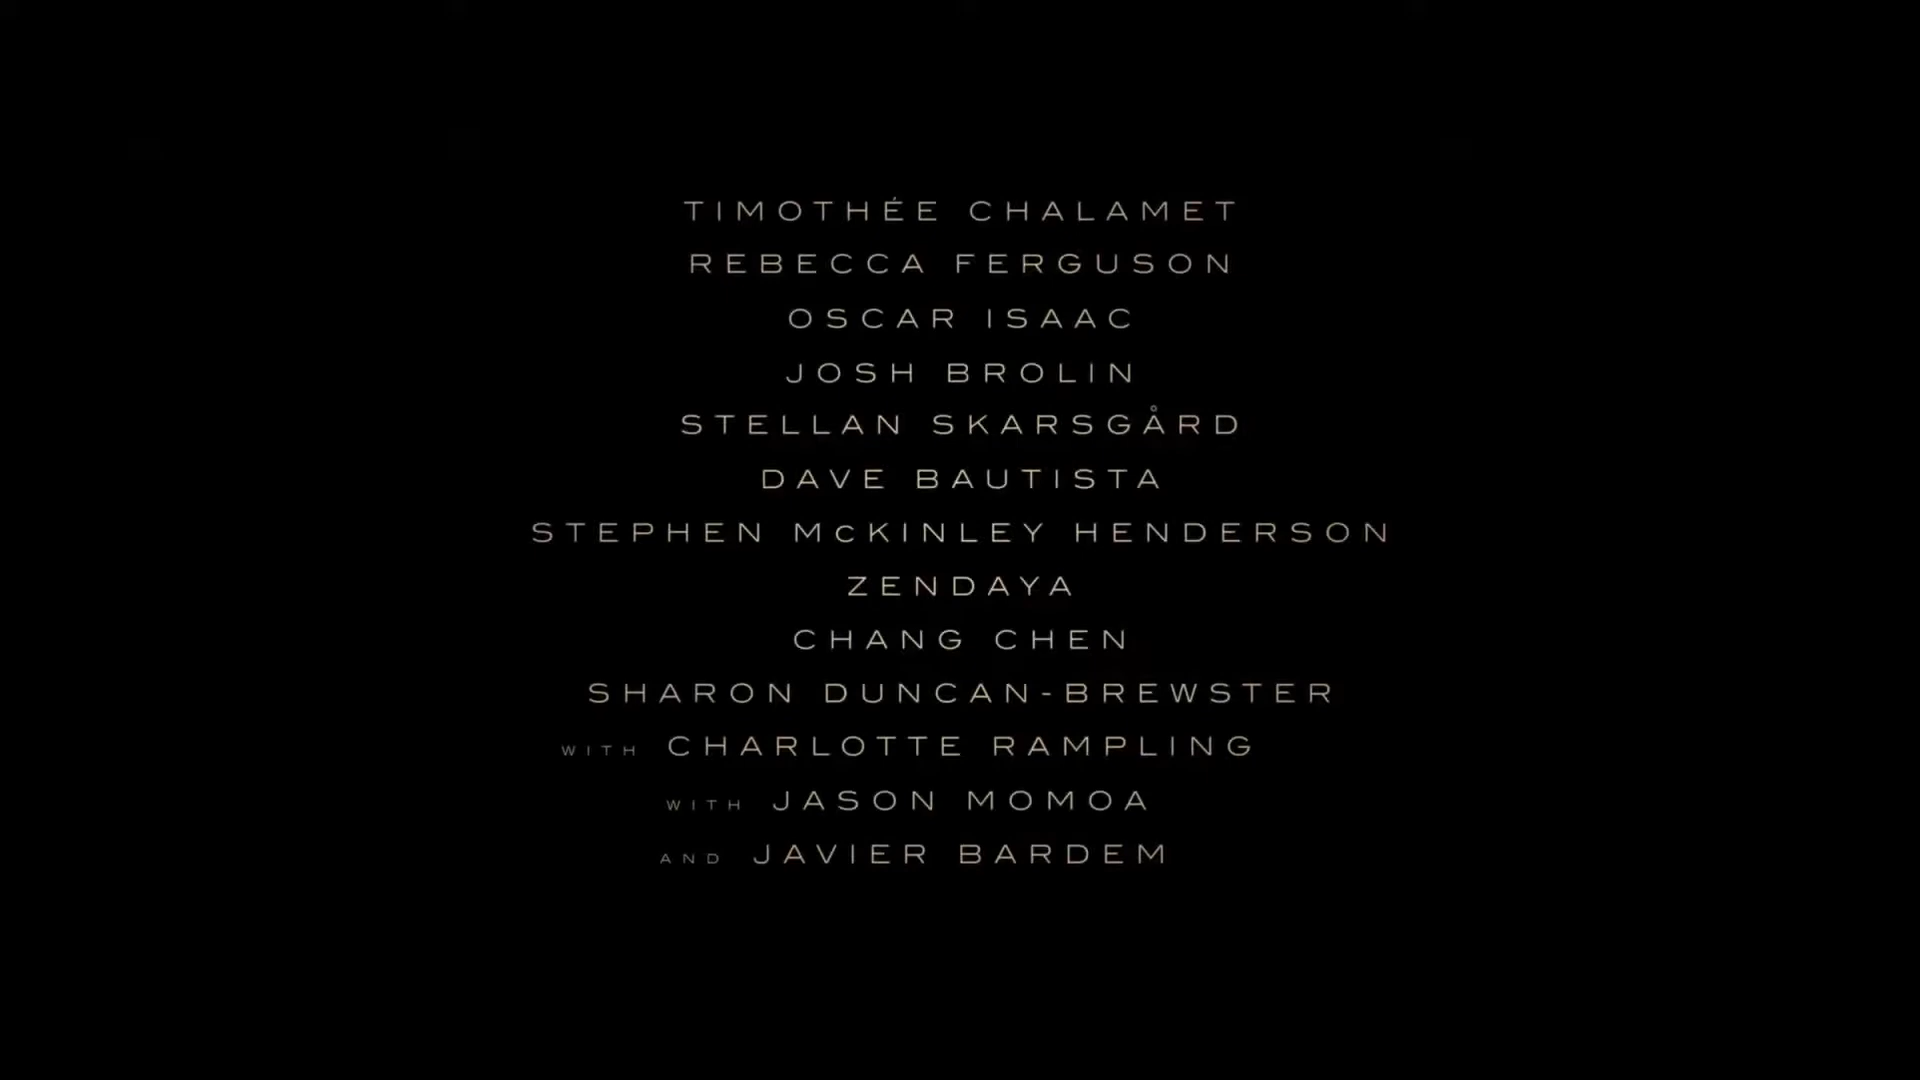 TIMOTHÉE CHALAMET
REBECCA FERGUSON
OSCAR ISAAC
JOSH BROLIN
STELLAN SKARSGÅRD
DAVE BAUTISTA
STEPHEN McKINLEY HENDERSON
ZENDAYA
CHANG CHEN
SHARON DUNCAN-BREWSTER
WITH CHARLOTTE RAMPLING
WITH JASON MOMOA
AND JAVIER BARDEM